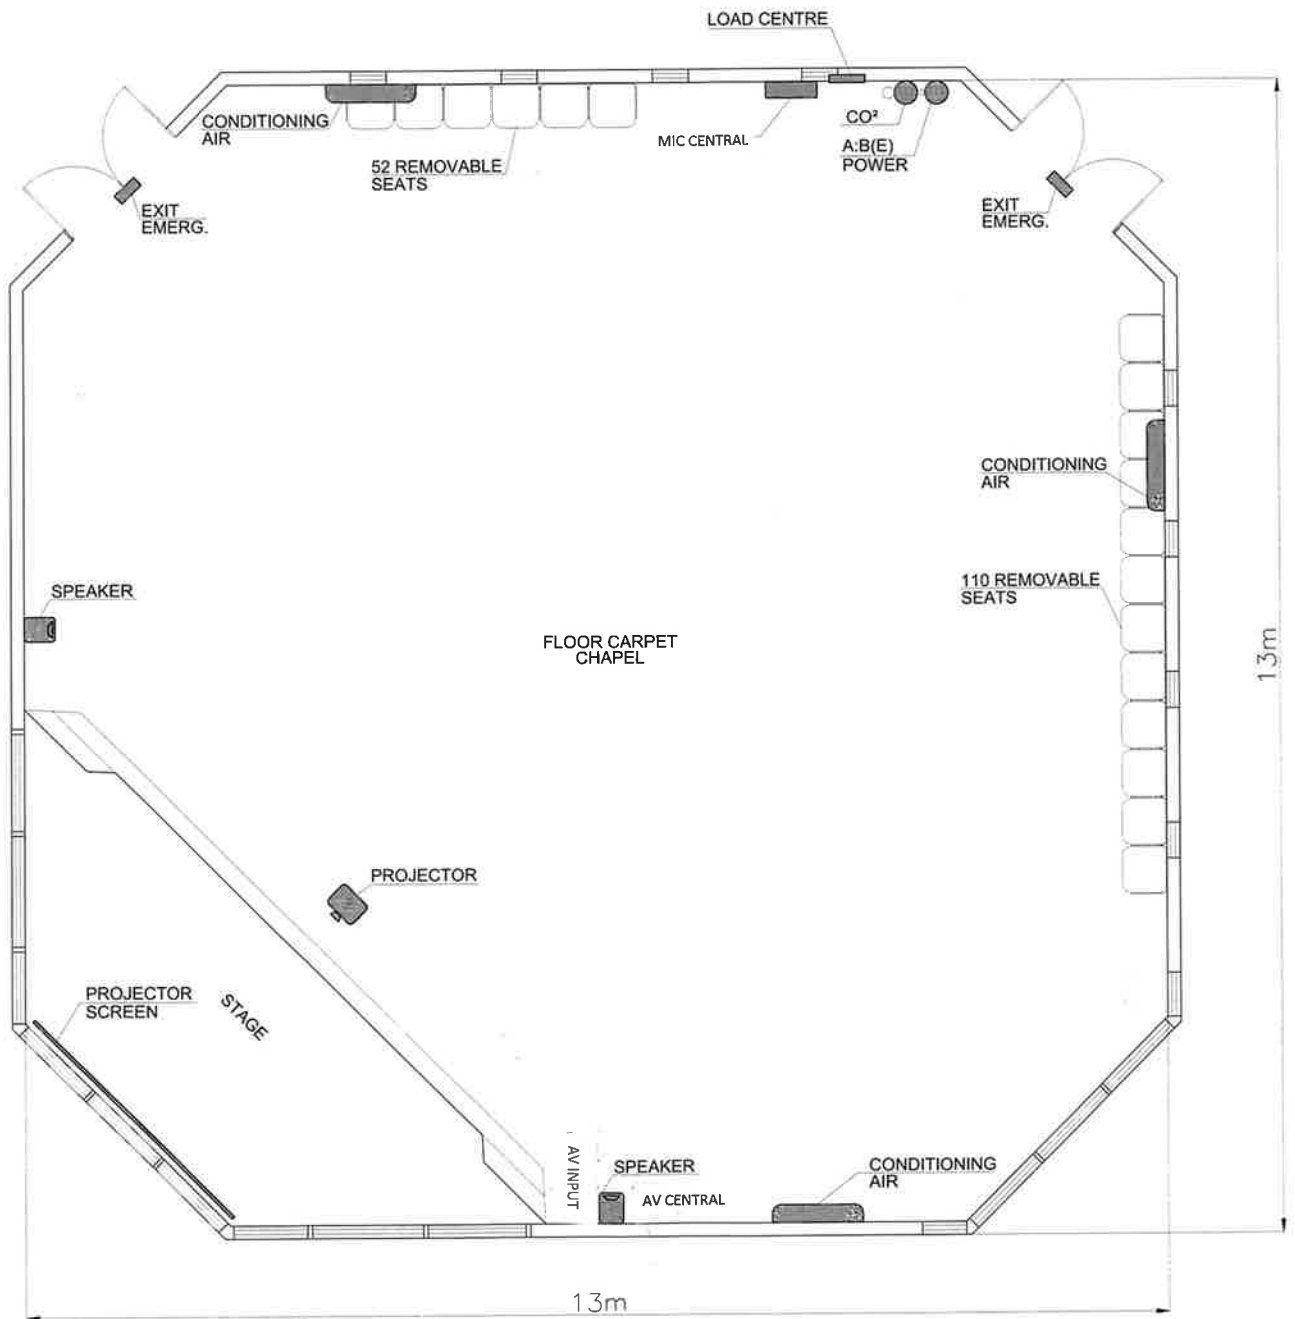 LOAD CENTRE
CONDITIONING
AIR
52 REMOVABLE
SEATS
MIC CENTRAL
CO²
A:B(E)
POWER
EXIT
EMERG.
EXIT
EMERG.
CONDITIONING
AIR
SPEAKER
110 REMOVABLE
SEATS
FLOOR CARPET
CHAPEL
13m
PROJECTOR
PROJECTOR
SCREEN
STAGE
AV INPUT
SPEAKER
AV CENTRAL
CONDITIONING
AIR
13m